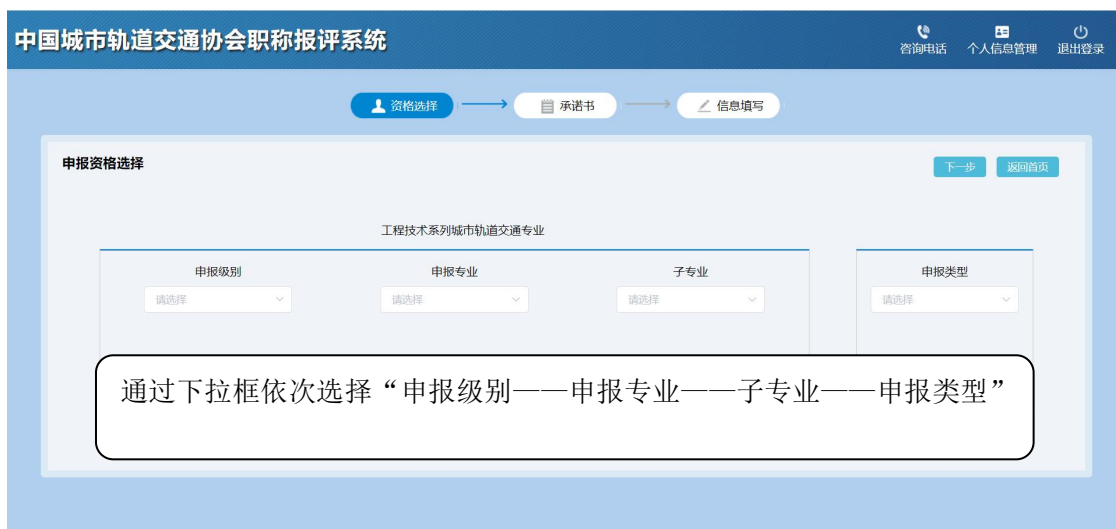 中国城市轨道交通协会职称报评系统
咨询电话 个人信息管理 退出登录
资格选择 承诺书 信息填写
申报资格选择
下一步 返回首页
工程技术系列城市轨道交通专业
申报级别 申报专业 子专业 申报类型
请选择 请选择 请选择 请选择
通过下拉框依次选择“申报级别——申报专业——子专业——申报类型”